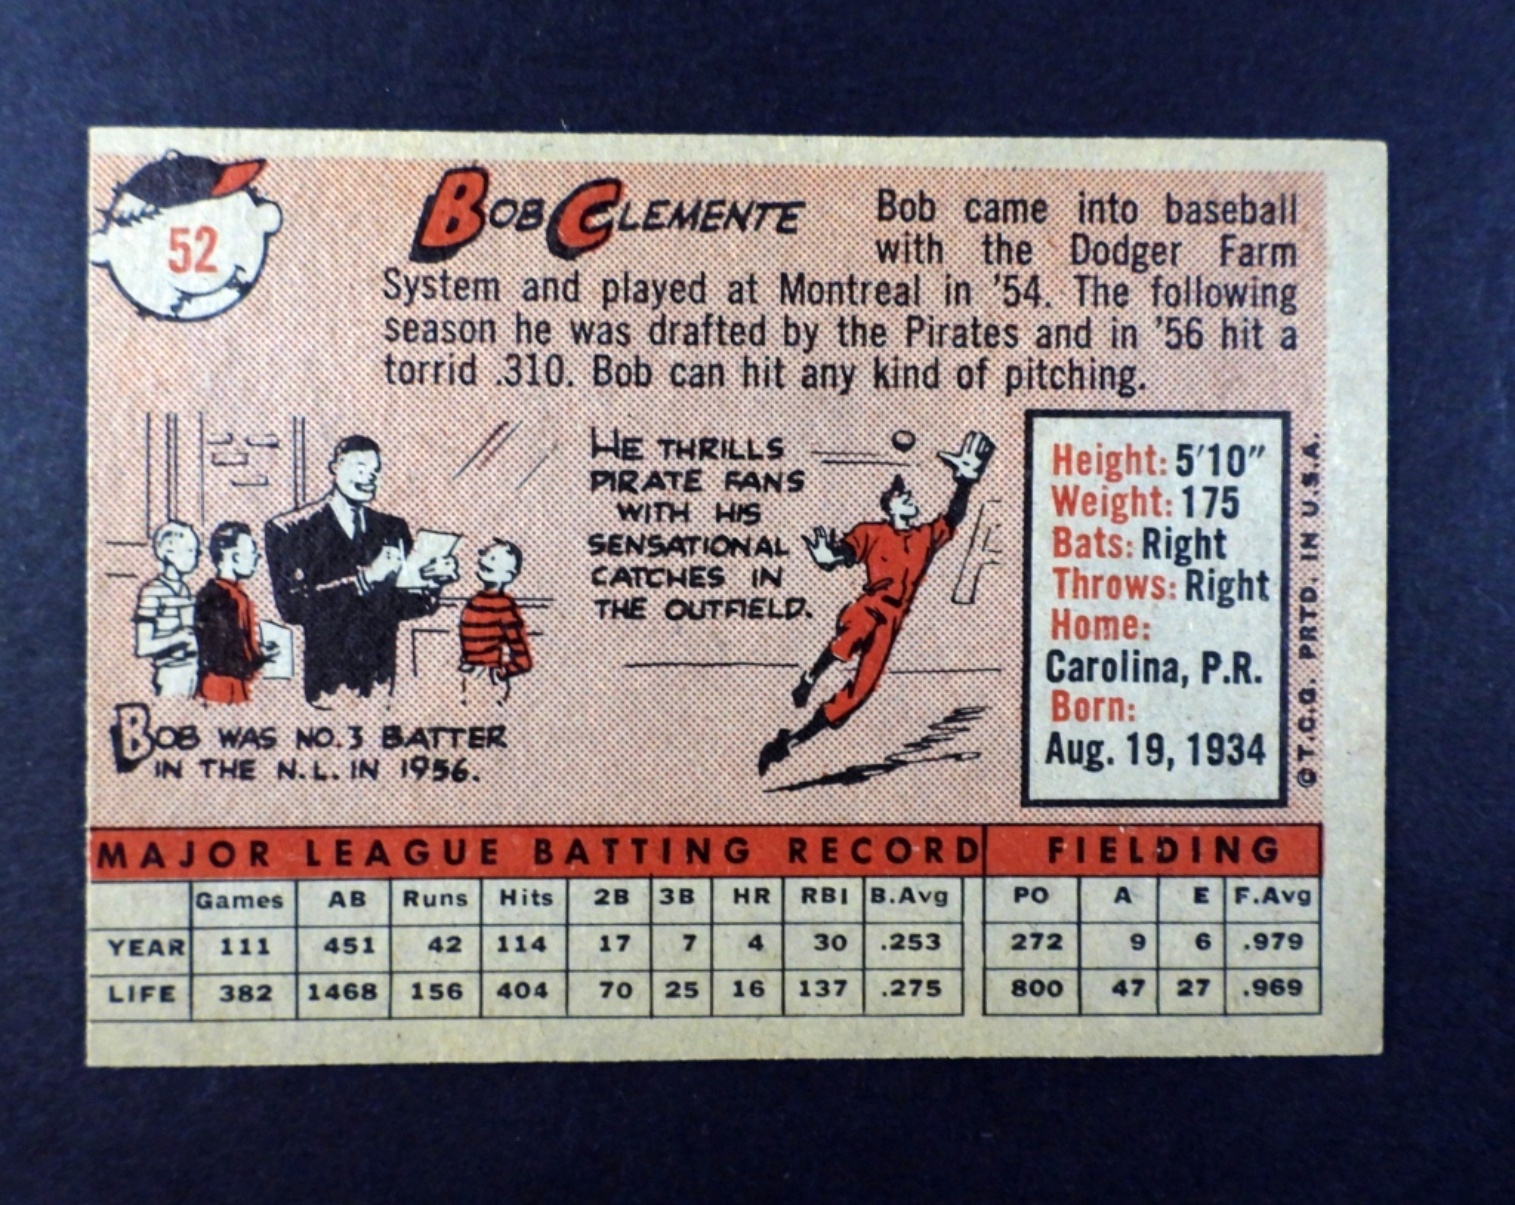 52
BOB CLEMENTE
Bob came into baseball
with the Dodger Farm
System and played at Montreal in '54. The following
season he was drafted by the Pirates and in '56 hit a
torrid .310. Bob can hit any kind of pitching.
BOB WAS NO. 3 BATTER
IN THE N.L. IN 1956.
HE THRILLS
PIRATE FANS
WITH HIS
SENSATIONAL
CATCHES IN
THE OUTFIELD.
Height: 5'10"
Weight: 175
Bats: Right
Throws: Right
Home:
Carolina, P.R.
Born:
Aug. 19, 1934
©T.C.G. PRTD. IN U.S.A.
MAJOR LEAGUE BATTING RECORD FIELDING
Games AB Runs Hits 2B 3B HR RBI B.Avg PO A E F.Avg
YEAR 111 451 42 114 17 7 4 30 .253 272 9 6 .979
LIFE 382 1468 156 404 70 25 16 137 .275 800 47 27 .969